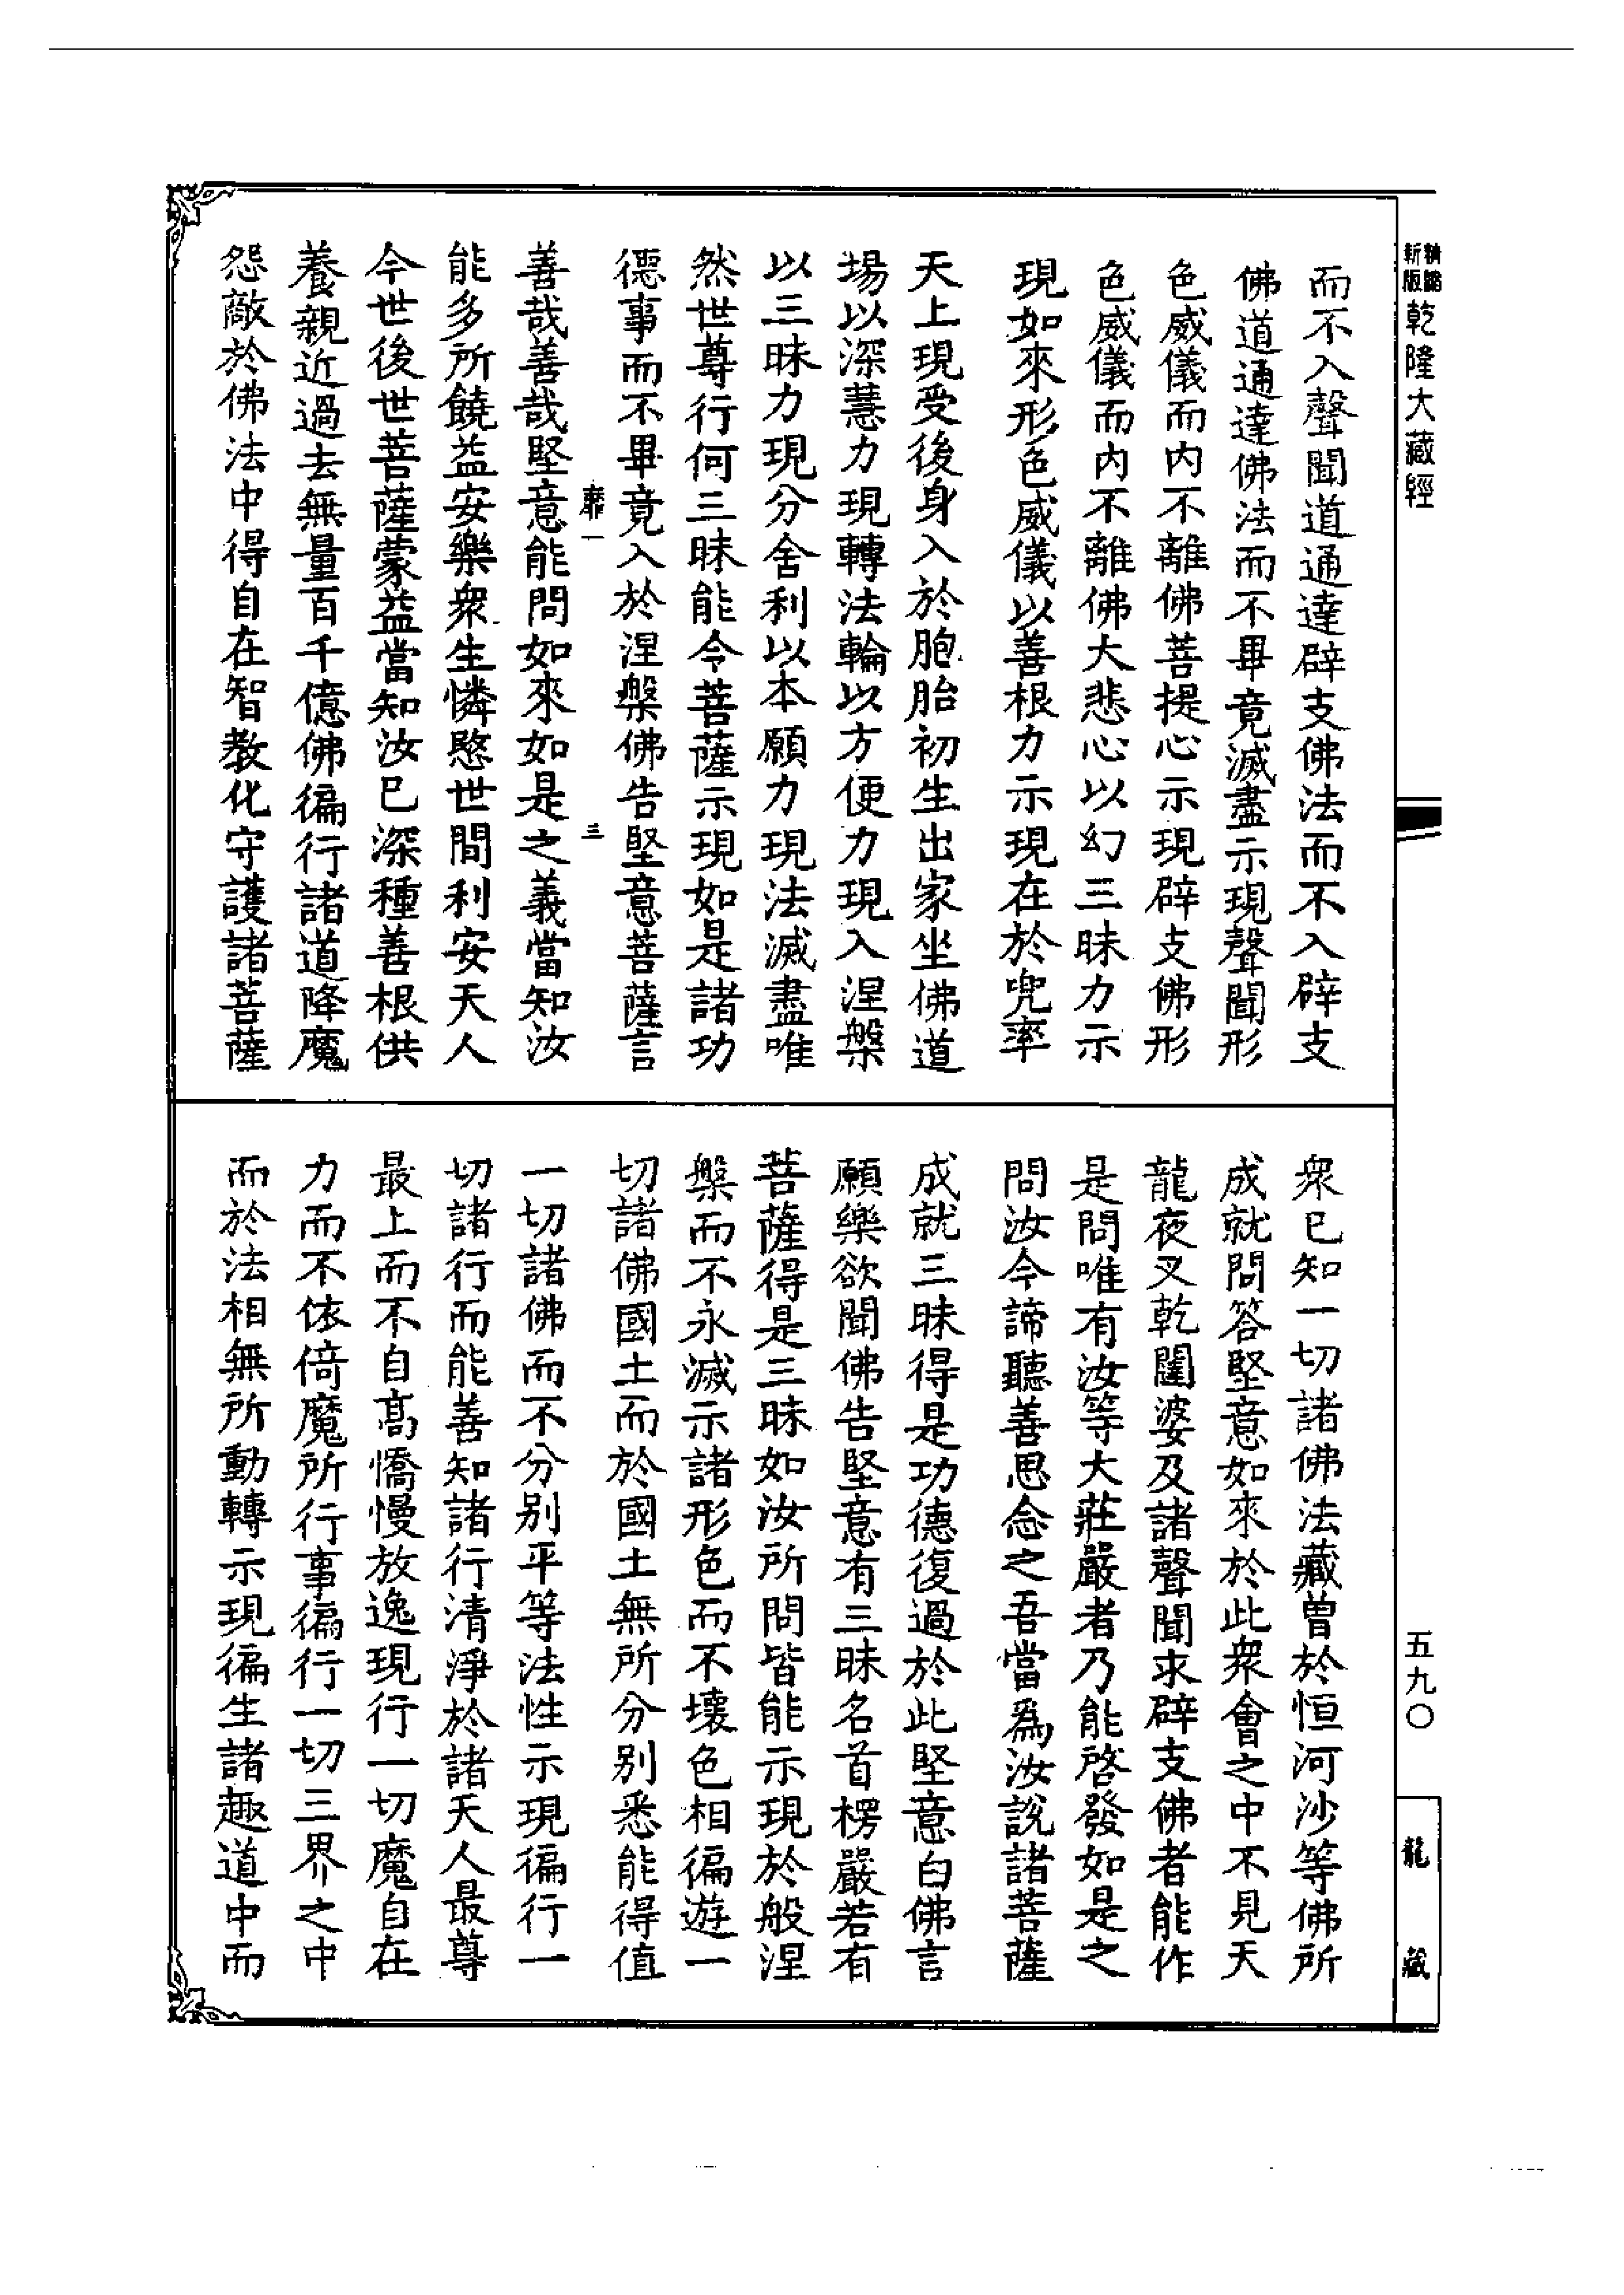 精鐫
新版
乾隆大藏經
五九〇
龍藏
而不入聲聞道通達辟支佛法而不入辟支
佛道通達佛法而不畢竟滅盡示現聲聞形
色威儀而內不離佛菩提心示現辟支佛形
色威儀而內不離佛大悲心以幻三昧力示
現如來形色威儀以善根力示現在於兜率
天上現受後身入於胞胎初生出家坐佛道
場以深慧力現轉法輪以方便力現入涅槃
以三昧力現分舍利以本願力現法滅盡唯
然世尊行何三昧能令菩薩示現如是諸功
德事而不畢竟入於涅槃佛告堅意菩薩言
靡一
三
善哉善哉堅意能問如來如是之義當知汝
能多所饒益安樂衆生憐愍世間利安天人
今世後世菩薩蒙益當知汝已深種善根供
養親近過去無量百千億佛徧行諸道降魔
怨敵於佛法中得自在智教化守護諸菩薩
衆已知一切諸佛法藏曾於恒河沙等佛所
成就問答堅意如來於此衆會之中不見天
龍夜叉乾闥婆及諸聲聞求辟支佛者能作
是問唯有汝等大莊嚴者乃能啓發如是之
問汝今諦聽善思念之吾當爲汝說諸菩薩
成就三昧得是功德復過於此堅意白佛言
願樂欲聞佛告堅意有三昧名首楞嚴若有
菩薩得是三昧如汝所問皆能示現於般涅
槃而不永滅示諸形色而不壞色相徧遊一
切諸佛國土而於國土無所分別悉能得值
一切諸佛而不分別平等法性示現徧行一
切諸行而能善知諸行清淨於諸天人最尊
最上而不自高憍慢放逸現行一切魔自在
力而不依倚魔所行事徧行一切三界之中
而於法相無所動轉示現徧生諸趣道中而